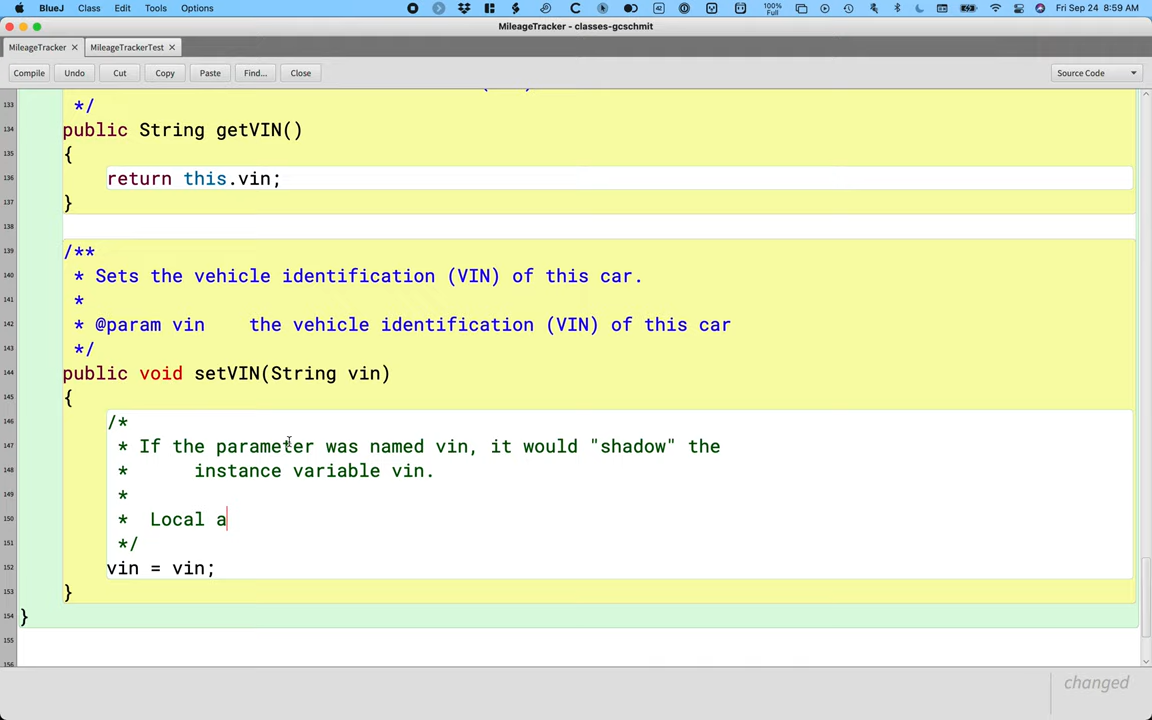 BlueJ Class Edit Tools Options 42 100% Full Fri Sep 24 8:59 AM
MileageTracker - classes-gcschmit
MileageTracker MileageTrackerTest
Compile Undo Cut Copy Paste Find... Close Source Code
133 */
134 public String getVIN()
135 {
136 return this.vin;
137 }
138
139 /**
140 * Sets the vehicle identification (VIN) of this car.
141 *
142 * @param vin    the vehicle identification (VIN) of this car
143 */
144 public void setVIN(String vin)
145 {
146 /*
147 * If the parameter was named vin, it would "shadow" the
148 *      instance variable vin.
149 *
150 *  Local a
151 */
152 vin = vin;
153 }
154 }
155
156
changed